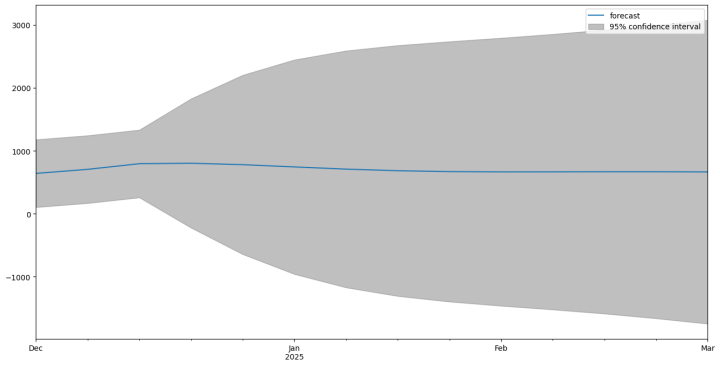 forecast
95% confidence interval
3000
2000
1000
0
−1000
Dec
Jan
2025
Feb
Mar